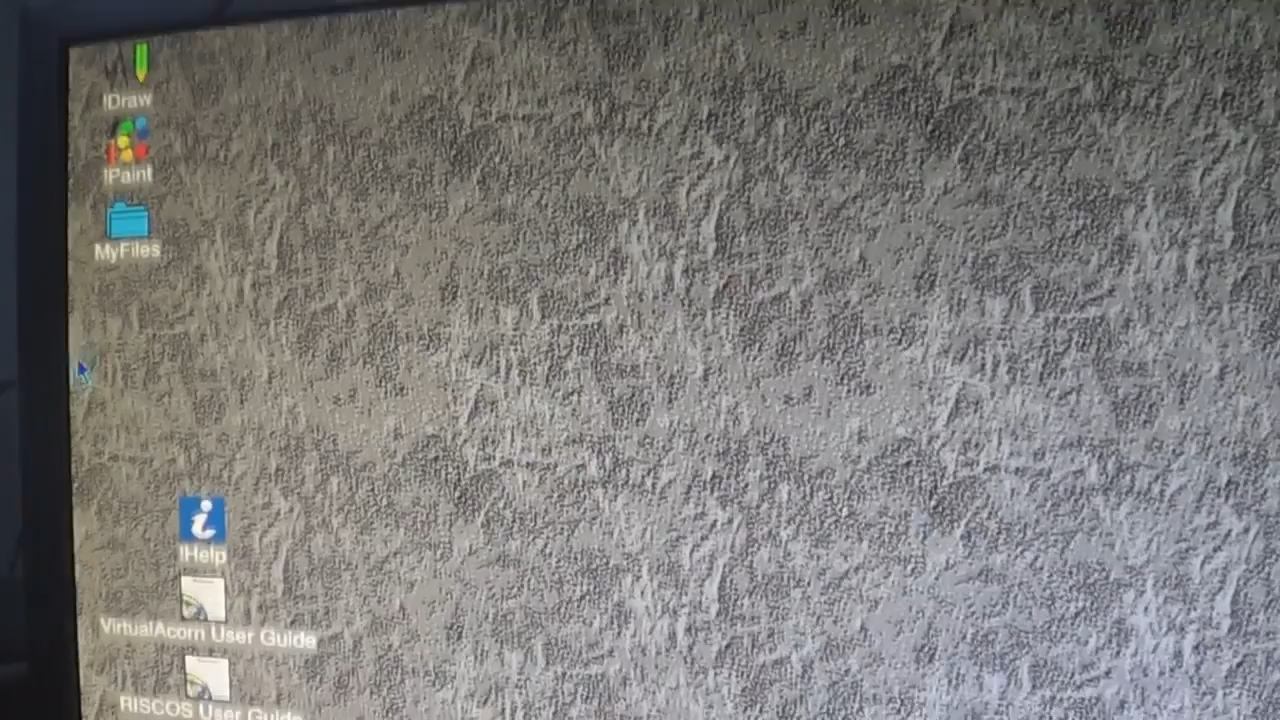 !Draw
!Paint
MyFiles
!Help
VirtualAcorn User Guide
RISCOS User Guide